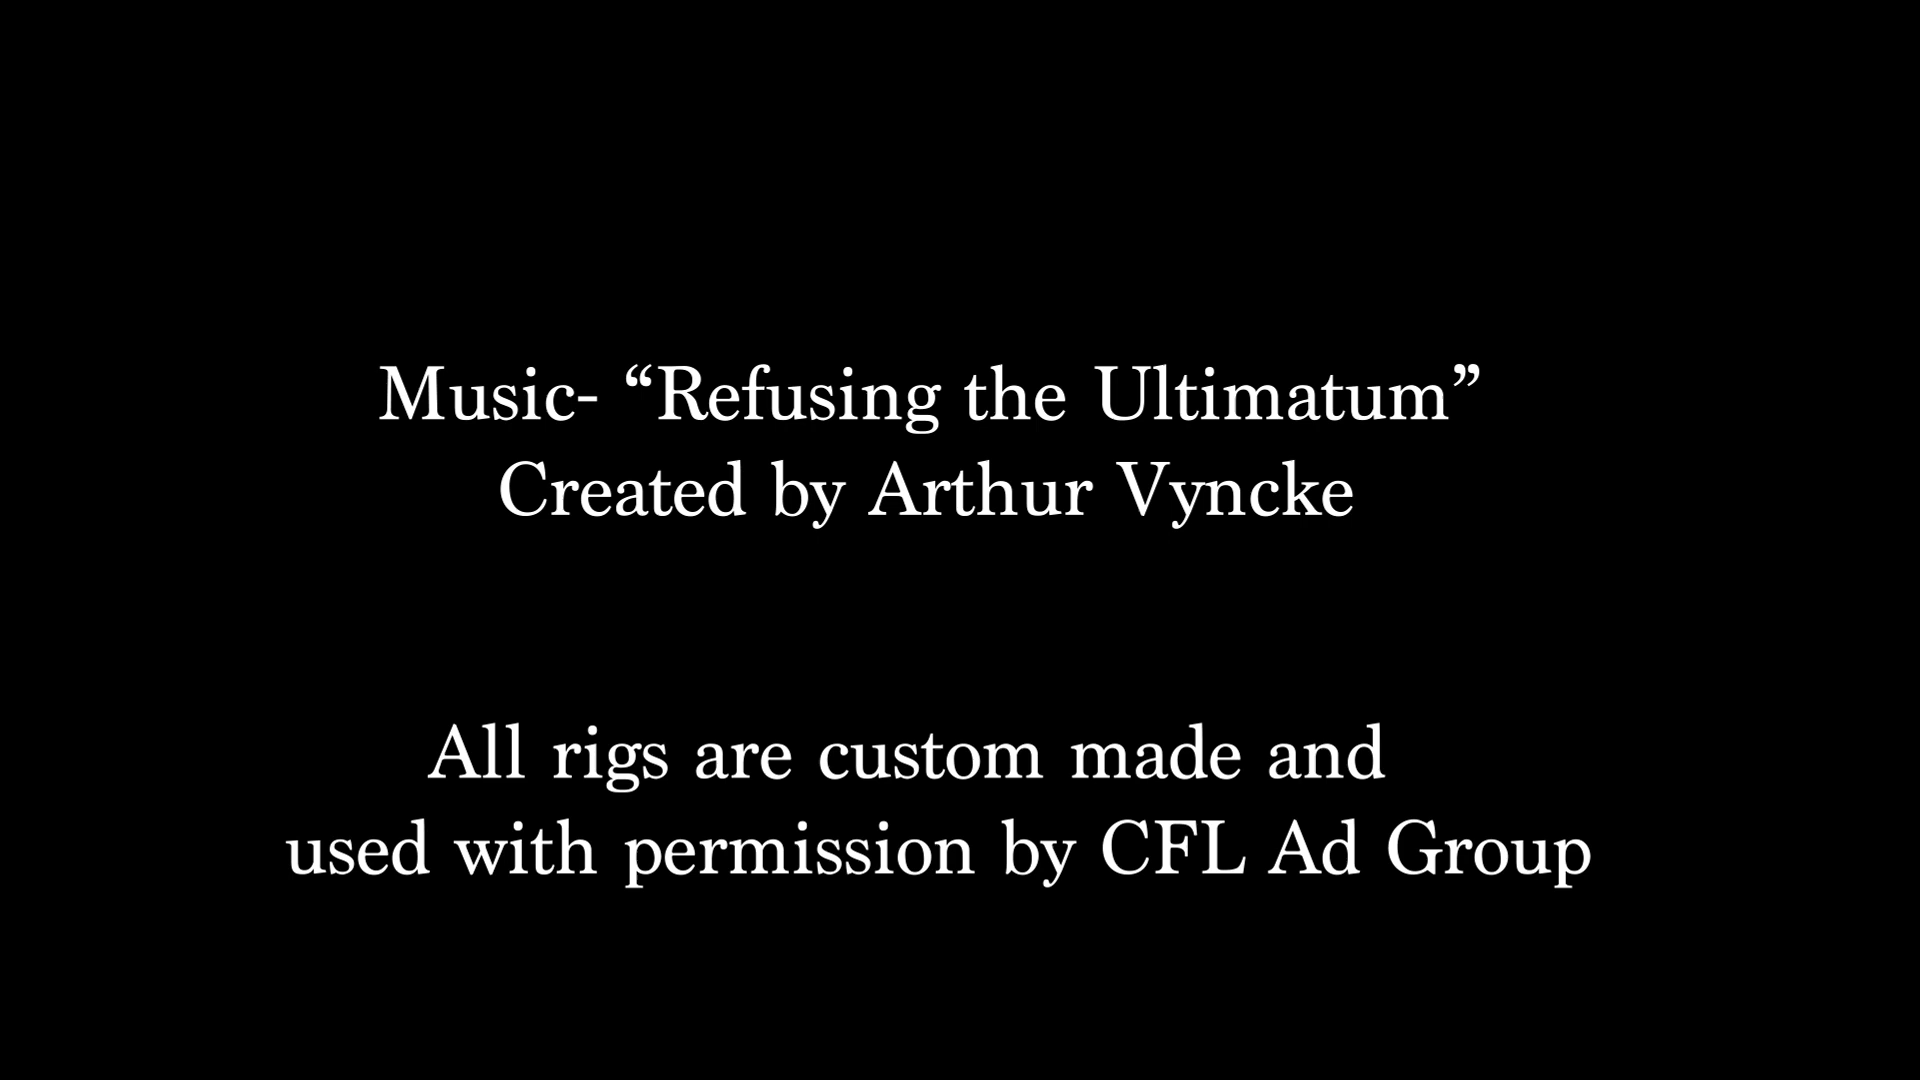 Music- “Refusing the Ultimatum”
Created by Arthur Vyncke
All rigs are custom made and
used with permission by CFL Ad Group